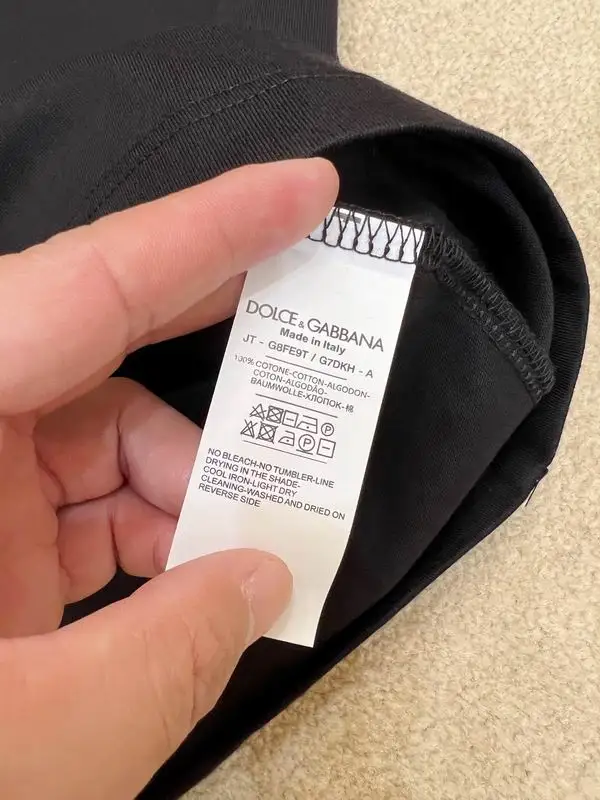 DOLCE & GABBANA
Made in Italy
JT - G8FE9T / G7DKH - A
100% COTONE-COTTON-ALGODON-
COTON-ALGODÃO-
BAUMWOLLE-ХЛОПОК-棉
NO BLEACH-NO TUMBLER-LINE
DRYING IN THE SHADE-
COOL IRON-LIGHT DRY
CLEANING-WASHED AND DRIED ON
REVERSE SIDE